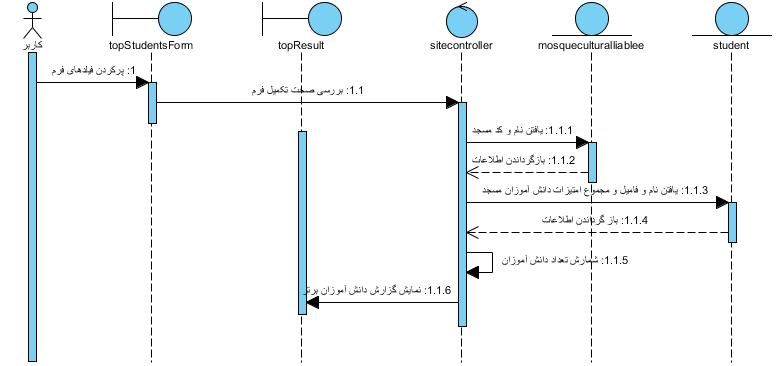 کاربر
topStudentsForm
topResult
sitecontroller
mosqueculturalliablee
student
1: پرکردن فیلدهای فرم
1.1: بررسی صحت تکمیل فرم
1.1.1: یافتن نام و کد مسجد
1.1.2: بازگرداندن اطلاعات
1.1.3: یافتن نام و فامیل و مجموع امتیزات دانش آموزان مسجد
1.1.4: باز گرداندن اطلاعات
1.1.5: شمارش تعداد دانش آموزان
1.1.6: نمایش گزارش دانش آموزان برتر